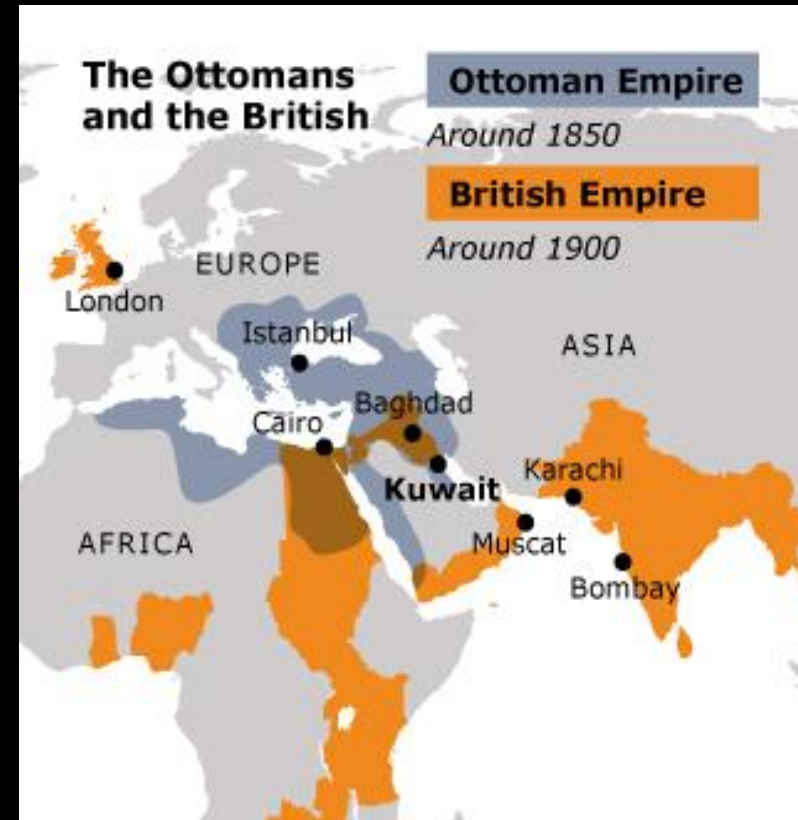 The Ottomans
and the British
Ottoman Empire
Around 1850
British Empire
Around 1900
EUROPE
London
Istanbul
ASIA
Baghdad
Cairo
Karachi
Kuwait
AFRICA
Muscat
Bombay